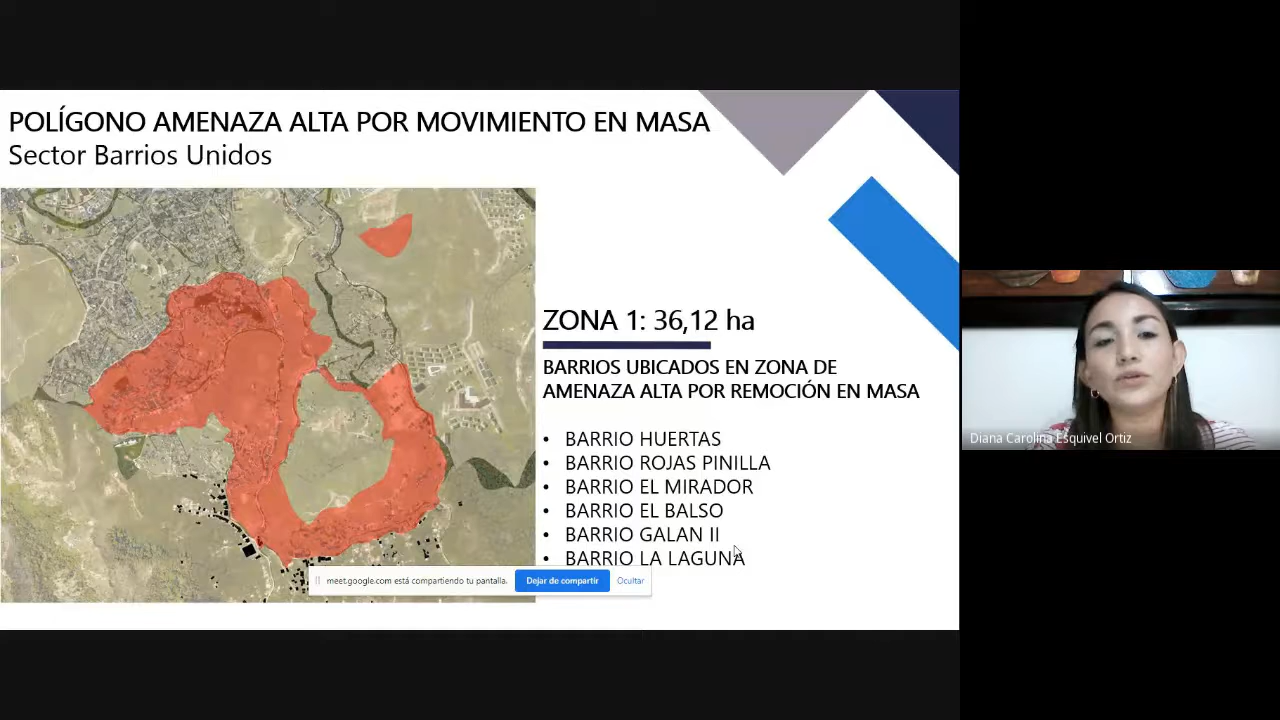 POLÍGONO AMENAZA ALTA POR MOVIMIENTO EN MASA
Sector Barrios Unidos
ZONA 1: 36,12 ha
BARRIOS UBICADOS EN ZONA DE
AMENAZA ALTA POR REMOCIÓN EN MASA
• BARRIO HUERTAS
• BARRIO ROJAS PINILLA
• BARRIO EL MIRADOR
• BARRIO EL BALSO
• BARRIO GALAN II
• BARRIO LA LAGUNA
meet.google.com está compartiendo tu pantalla. Dejar de compartir Ocultar
Diana Carolina Esquivel Ortiz